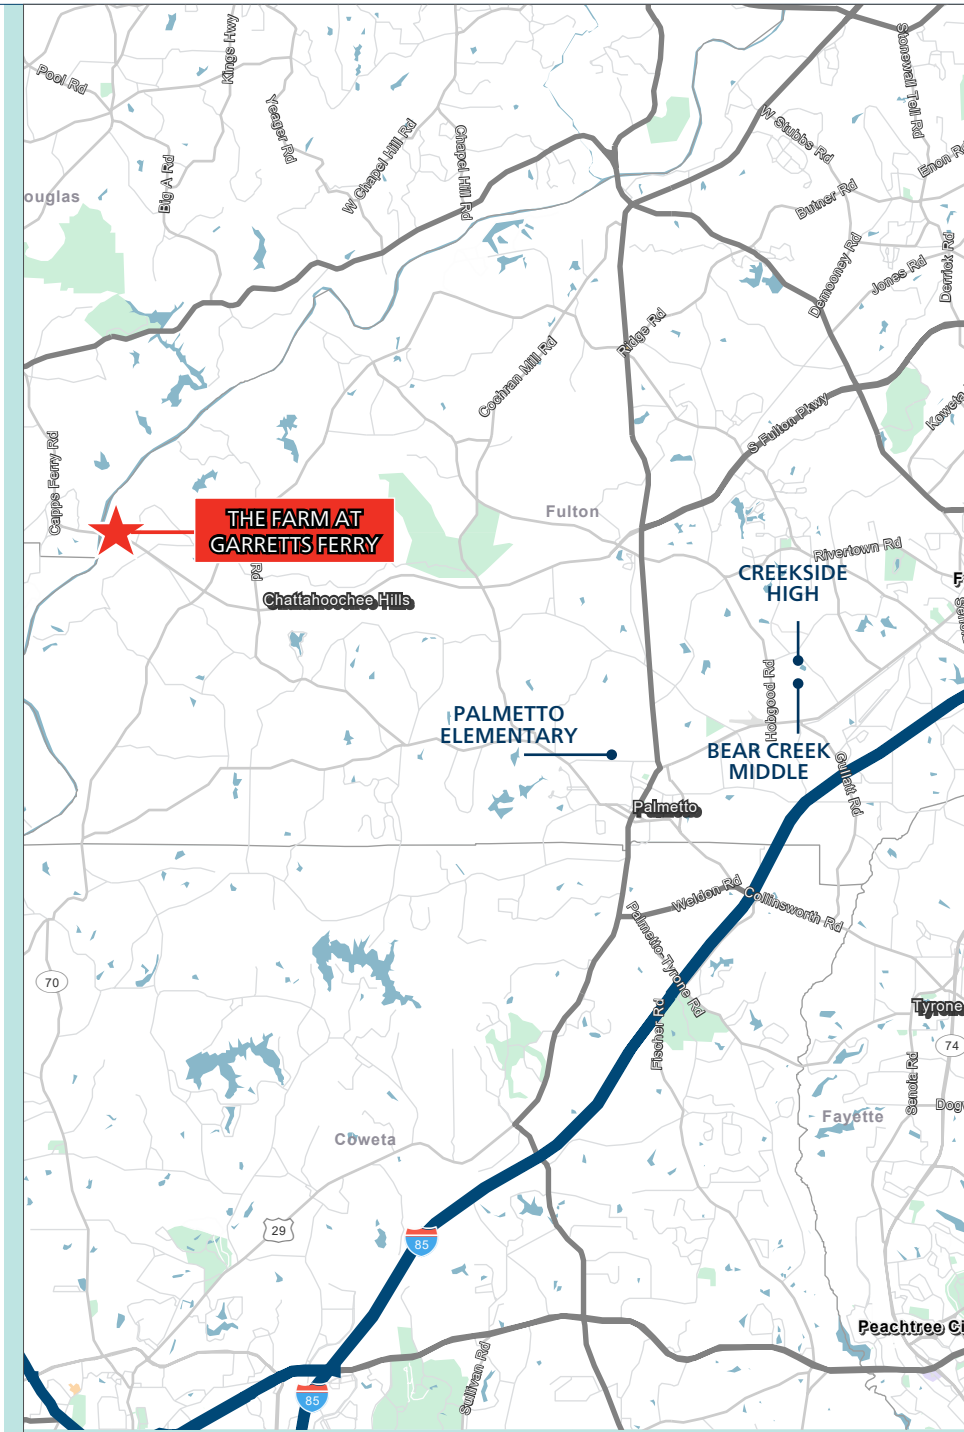 Pool Rd
Kings Hwy
Yeager Rd
Big A Rd
W Chapel Hill Rd
Chapel Hill Rd
Stonewall Tell Rd
W Stubbs Rd
Enon Rd
Butner Rd
Demooney Rd
Jones Rd
Derrick Rd
ouglas
Ridge Rd
Cochran Mill Rd
S Fulton Pkwy
Koweta
Capps Ferry Rd
THE FARM AT
GARRETTS FERRY
Fulton
Rivertown Rd
Rd
Chattahoochee Hills
CREEKSIDE
HIGH
F
Hobgood Rd
PALMETTO
ELEMENTARY
BEAR CREEK
MIDDLE
Gullatt Rd
Palmetto
Weldon Rd
Collinsworth Rd
Palmetto-Tyrone Rd
70
Fischer Rd
Tyrone
74
Senoia Rd
Dogw
Fayette
Coweta
29
85
Peachtree Ci
Sullivan Rd
85